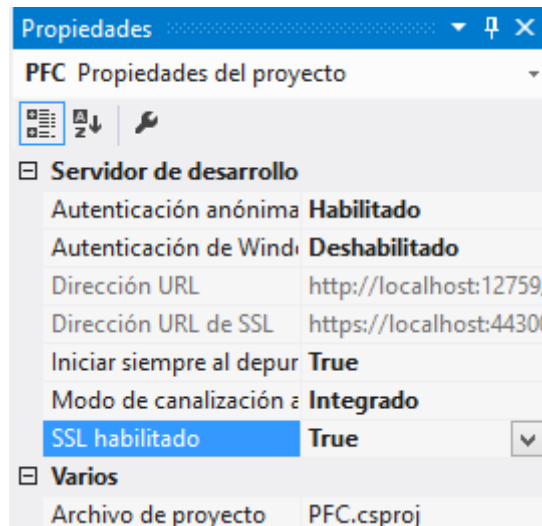 Propiedades
PFC Propiedades del proyecto
Servidor de desarrollo
Autenticación anónima Habilitado
Autenticación de Windo Deshabilitado
Dirección URL http://localhost:12759/
Dirección URL de SSL https://localhost:44300
Iniciar siempre al depur True
Modo de canalización a Integrado
SSL habilitado True
Varios
Archivo de proyecto PFC.csproj